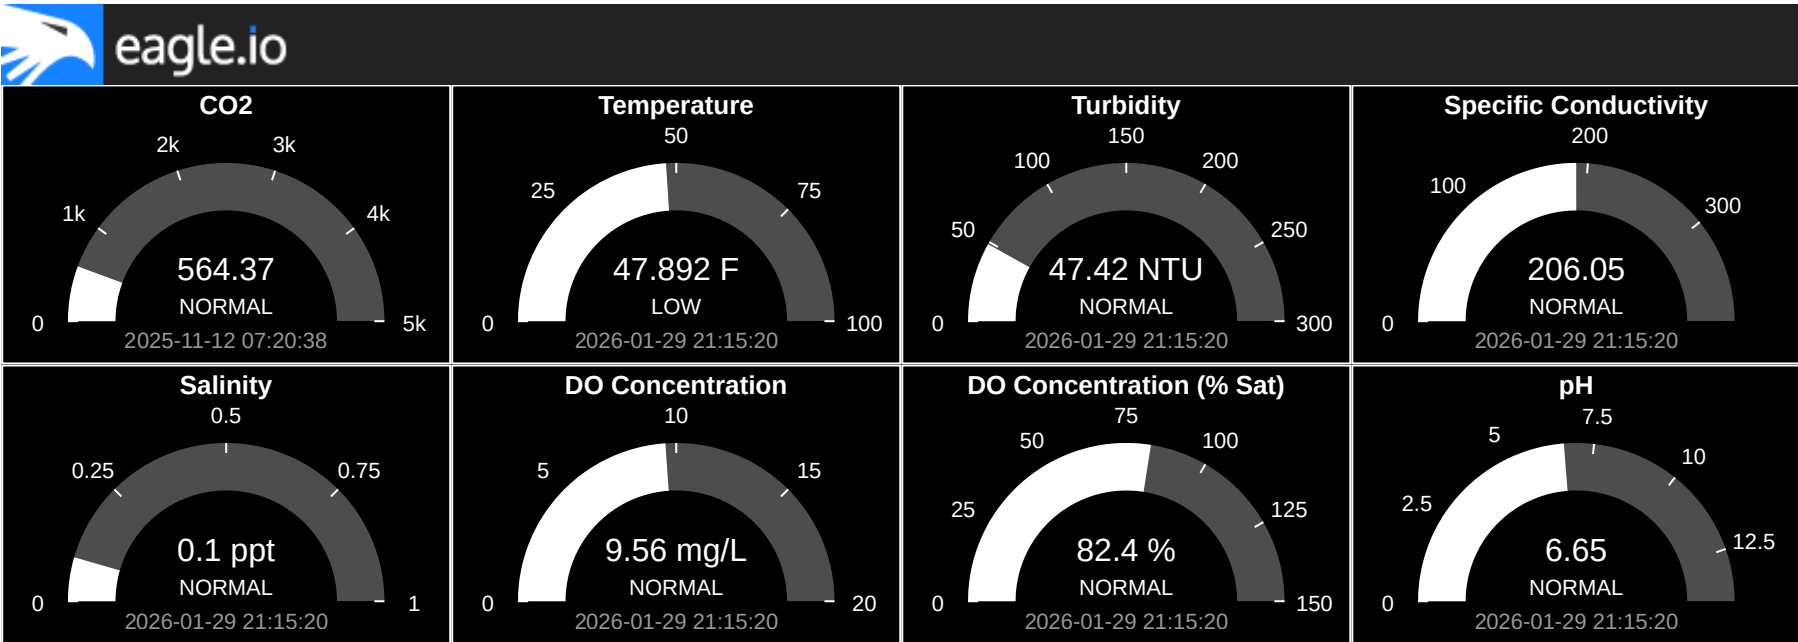 eagle.io
CO2
0
1k
2k
3k
4k
5k
564.37
NORMAL
2025-11-12 07:20:38
Temperature
0
25
50
75
100
47.892 F
LOW
2026-01-29 21:15:20
Turbidity
0
50
100
150
200
250
300
47.42 NTU
NORMAL
2026-01-29 21:15:20
Specific Conductivity
0
100
200
300
206.05
NORMAL
2026-01-29 21:15:20
Salinity
0
0.25
0.5
0.75
1
0.1 ppt
NORMAL
2026-01-29 21:15:20
DO Concentration
0
5
10
15
20
9.56 mg/L
NORMAL
2026-01-29 21:15:20
DO Concentration (% Sat)
0
25
50
75
100
125
150
82.4 %
NORMAL
2026-01-29 21:15:20
pH
0
2.5
5
7.5
10
12.5
6.65
NORMAL
2026-01-29 21:15:20